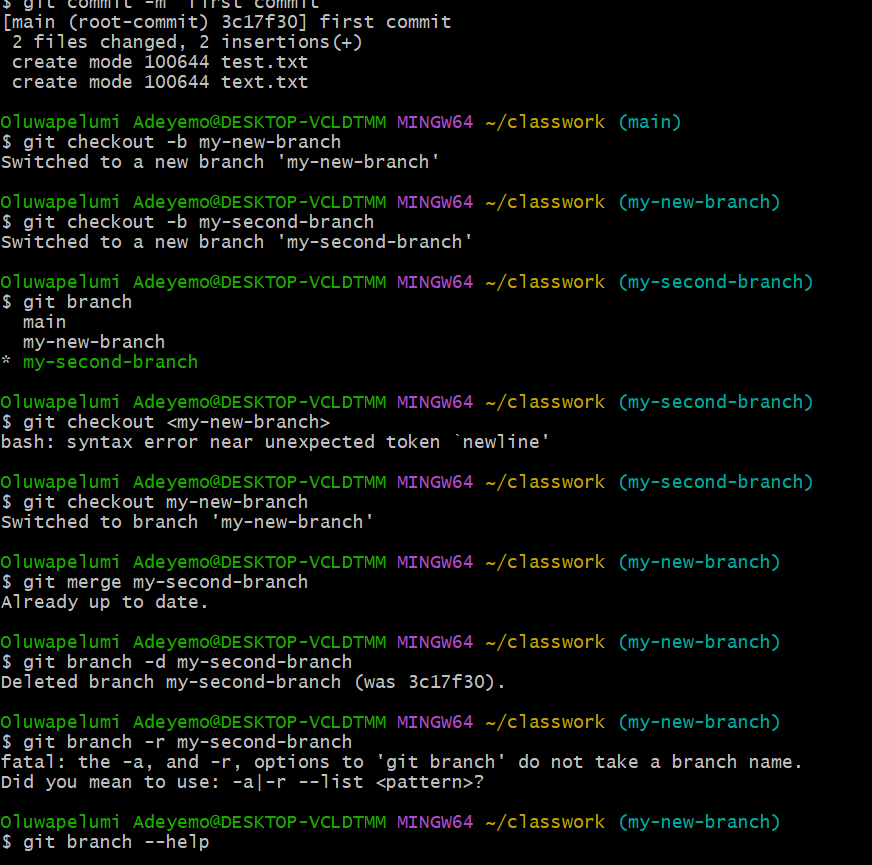 $ git commit -m "first commit"
[main (root-commit) 3c17f30] first commit
 2 files changed, 2 insertions(+)
 create mode 100644 test.txt
 create mode 100644 text.txt

Oluwapelumi Adeyemo@DESKTOP-VCLDTMM MINGW64 ~/classwork (main)
$ git checkout -b my-new-branch
Switched to a new branch 'my-new-branch'

Oluwapelumi Adeyemo@DESKTOP-VCLDTMM MINGW64 ~/classwork (my-new-branch)
$ git checkout -b my-second-branch
Switched to a new branch 'my-second-branch'

Oluwapelumi Adeyemo@DESKTOP-VCLDTMM MINGW64 ~/classwork (my-second-branch)
$ git branch
  main
  my-new-branch
* my-second-branch

Oluwapelumi Adeyemo@DESKTOP-VCLDTMM MINGW64 ~/classwork (my-second-branch)
$ git checkout <my-new-branch>
bash: syntax error near unexpected token `newline'

Oluwapelumi Adeyemo@DESKTOP-VCLDTMM MINGW64 ~/classwork (my-second-branch)
$ git checkout my-new-branch
Switched to branch 'my-new-branch'

Oluwapelumi Adeyemo@DESKTOP-VCLDTMM MINGW64 ~/classwork (my-new-branch)
$ git merge my-second-branch
Already up to date.

Oluwapelumi Adeyemo@DESKTOP-VCLDTMM MINGW64 ~/classwork (my-new-branch)
$ git branch -d my-second-branch
Deleted branch my-second-branch (was 3c17f30).

Oluwapelumi Adeyemo@DESKTOP-VCLDTMM MINGW64 ~/classwork (my-new-branch)
$ git branch -r my-second-branch
fatal: the -a, and -r, options to 'git branch' do not take a branch name.
Did you mean to use: -a|-r --list <pattern>?

Oluwapelumi Adeyemo@DESKTOP-VCLDTMM MINGW64 ~/classwork (my-new-branch)
$ git branch --help